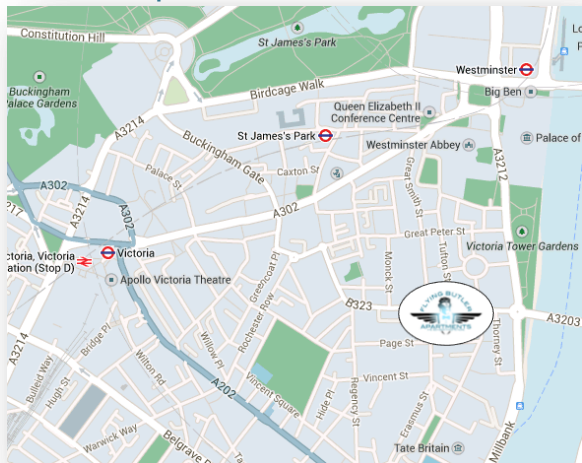 Constitution Hill
St James's Park
Lo
F
Westminster
Buckingham
Palace Gardens
Birdcage Walk
Big Ben
Queen Elizabeth II
Conference Centre
A3214
St James's Park
Buckingham Gate
Westminster Abbey
Palace of
A3212
Palace St
Caxton St
Great Smith St
A302
A3214
A302
A302
217
Great Peter St
Victoria
Victoria Tower Gardens
ctoria, Victoria
ation (Stop D)
Monck St
Tufton St
Apollo Victoria Theatre
Greencoat Pl
FLYING BUTLER
APARTMENTS
B323
A3203
Rochester Row
Thorney St
Bridge Pl
Willow Pl
Page St
A3214
Wilton Rd
Vincent St
Bulleid Way
Hugh St
A202
Vincent Square
Hide Pl
Regency St
Erasmus St
Millbank
Warwick Way
Belgrave
Ta
Tate Britain